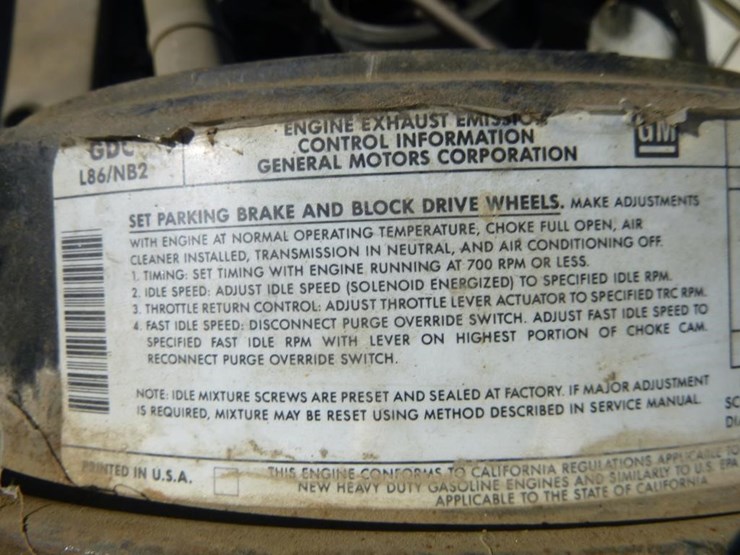 GDC
L86/NB2
ENGINE EXHAUST EMISSION
CONTROL INFORMATION
GENERAL MOTORS CORPORATION
GM
SET PARKING BRAKE AND BLOCK DRIVE WHEELS. MAKE ADJUSTMENTS
WITH ENGINE AT NORMAL OPERATING TEMPERATURE, CHOKE FULL OPEN, AIR
CLEANER INSTALLED, TRANSMISSION IN NEUTRAL, AND AIR CONDITIONING OFF.
1. TIMING: SET TIMING WITH ENGINE RUNNING AT 700 RPM OR LESS.
2. IDLE SPEED: ADJUST IDLE SPEED (SOLENOID ENERGIZED) TO SPECIFIED IDLE RPM.
3. THROTTLE RETURN CONTROL: ADJUST THROTTLE LEVER ACTUATOR TO SPECIFIED TRC RPM.
4. FAST IDLE SPEED: DISCONNECT PURGE OVERRIDE SWITCH. ADJUST FAST IDLE SPEED TO
SPECIFIED FAST IDLE RPM WITH LEVER ON HIGHEST PORTION OF CHOKE CAM.
RECONNECT PURGE OVERRIDE SWITCH.
NOTE: IDLE MIXTURE SCREWS ARE PRESET AND SEALED AT FACTORY. IF MAJOR ADJUSTMENT
IS REQUIRED, MIXTURE MAY BE RESET USING METHOD DESCRIBED IN SERVICE MANUAL.
SC
DI
PRINTED IN U.S.A.
THIS ENGINE CONFORMS TO CALIFORNIA REGULATIONS APPLICABLE TO
NEW HEAVY DUTY GASOLINE ENGINES AND SIMILARLY TO U.S. EPA
APPLICABLE TO THE STATE OF CALIFORNIA